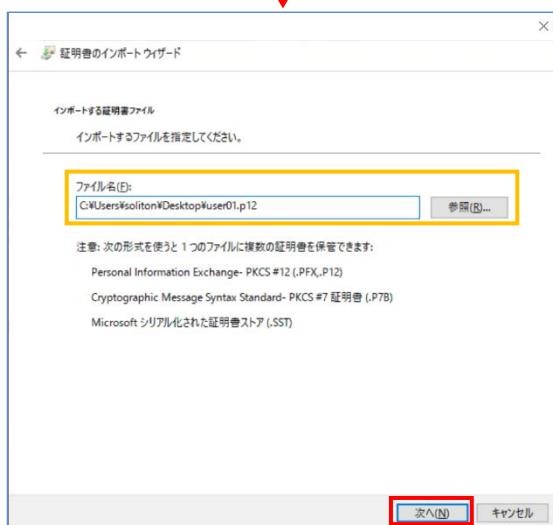 証明書のインポート ウィザード
インポートする証明書ファイル
インポートするファイルを指定してください。
ファイル名(F):
C:¥Users¥soliton¥Desktop¥user01.p12
参照(R)...
注意: 次の形式を使うと 1 つのファイルに複数の証明書を保管できます:
Personal Information Exchange- PKCS #12 (.PFX,.P12)
Cryptographic Message Syntax Standard- PKCS #7 証明書 (.P7B)
Microsoft シリアル化された証明書ストア (.SST)
次へ(N)
キャンセル